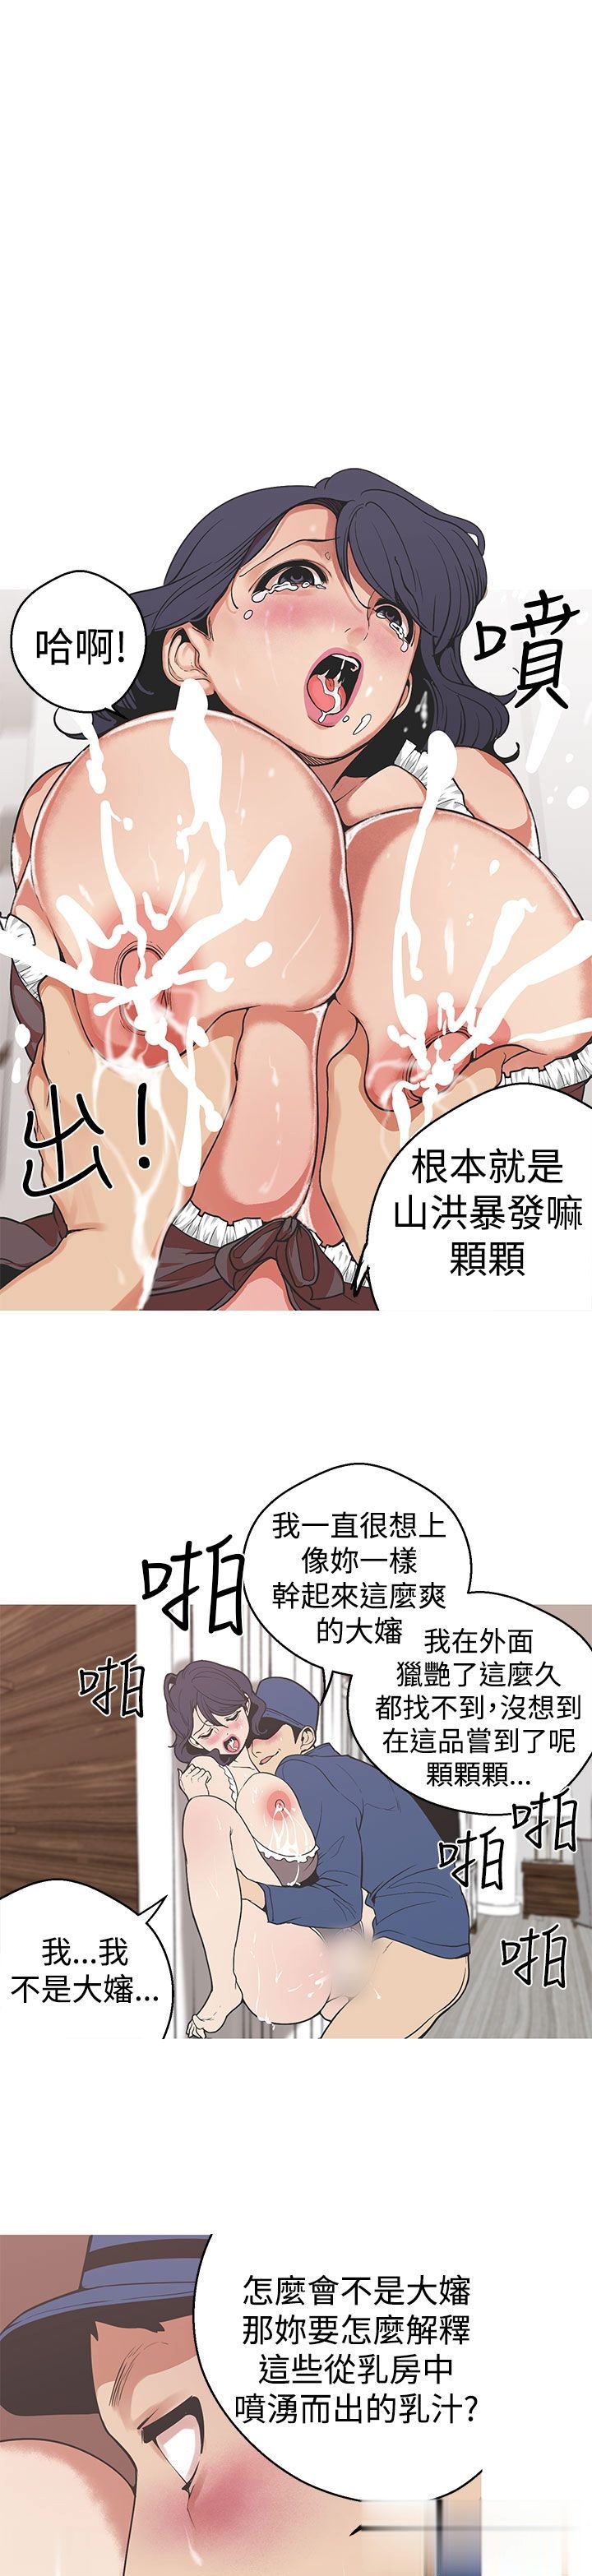 哈啊!
噴
出!
根本就是
山洪暴發嘛
顆顆
我一直很想上
像妳一樣
幹起來這麼爽
的大嬸
我在外面
獵艷了這麼久
都找不到,沒想到
在這品嘗到了呢
顆顆顆...
啪
啪
啪
啪
啪
我...我
不是大嬸...
怎麼會不是大嬸
那妳要怎麼解釋
這些從乳房中
噴湧而出的乳汁?